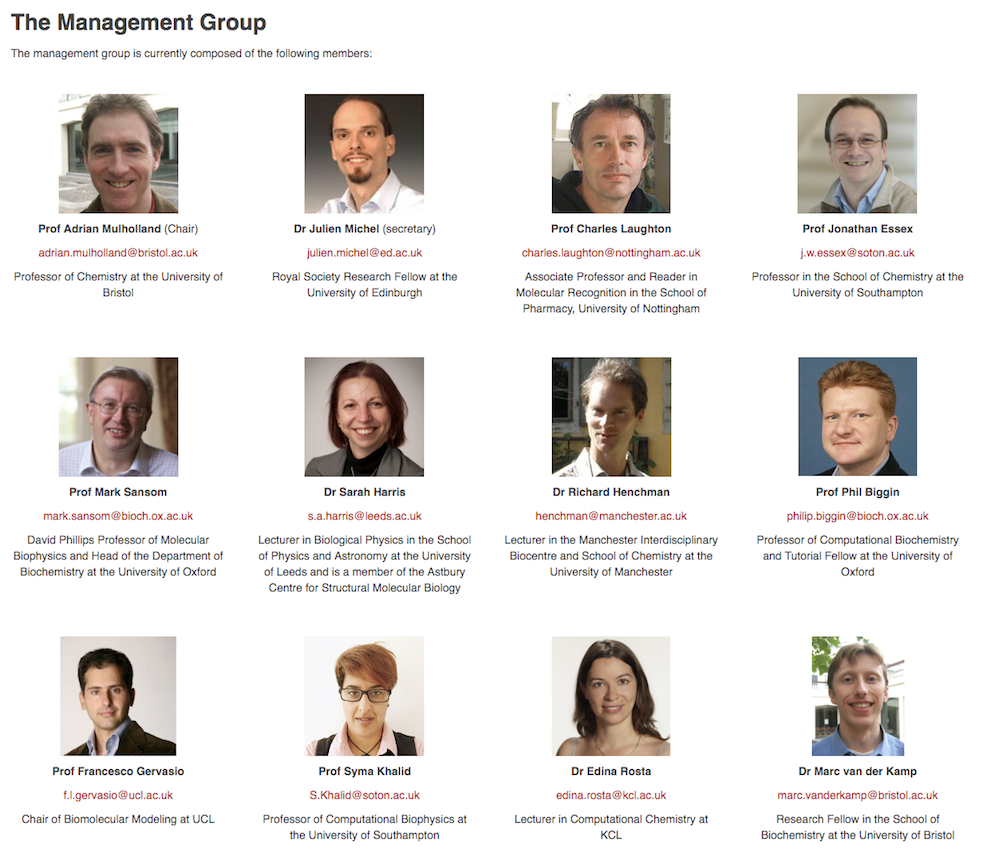 The Management Group
The management group is currently composed of the following members:
Prof Adrian Mulholland (Chair)
adrian.mulholland@bristol.ac.uk
Professor of Chemistry at the University of
Bristol
Dr Julien Michel (secretary)
julien.michel@ed.ac.uk
Royal Society Research Fellow at the
University of Edinburgh
Prof Charles Laughton
charles.laughton@nottingham.ac.uk
Associate Professor and Reader in
Molecular Recognition in the School of
Pharmacy, University of Nottingham
Prof Jonathan Essex
j.w.essex@soton.ac.uk
Professor in the School of Chemistry at the
University of Southampton
Prof Mark Sansom
mark.sansom@bioch.ox.ac.uk
David Phillips Professor of Molecular
Biophysics and Head of the Department of
Biochemistry at the University of Oxford
Dr Sarah Harris
s.a.harris@leeds.ac.uk
Lecturer in Biological Physics in the School
of Physics and Astronomy at the University
of Leeds and is a member of the Astbury
Centre for Structural Molecular Biology
Dr Richard Henchman
henchman@manchester.ac.uk
Lecturer in the Manchester Interdisciplinary
Biocentre and School of Chemistry at the
University of Manchester
Prof Phil Biggin
philip.biggin@bioch.ox.ac.uk
Professor of Computational Biochemistry
and Tutorial Fellow at the University of
Oxford
Prof Francesco Gervasio
f.l.gervasio@ucl.ac.uk
Chair of Biomolecular Modeling at UCL
Prof Syma Khalid
S.Khalid@soton.ac.uk
Professor of Computational Biophysics at
the University of Southampton
Dr Edina Rosta
edina.rosta@kcl.ac.uk
Lecturer in Computational Chemistry at
KCL
Dr Marc van der Kamp
marc.vanderkamp@bristol.ac.uk
Research Fellow in the School of
Biochemistry at the University of Bristol